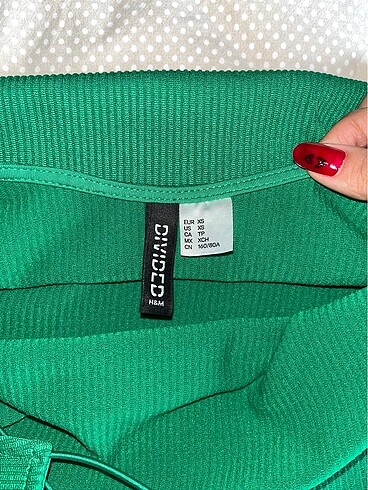 DIVIDED
H&M
EUR XS
US XS
CA TP
MX XCH
CN 160/80A